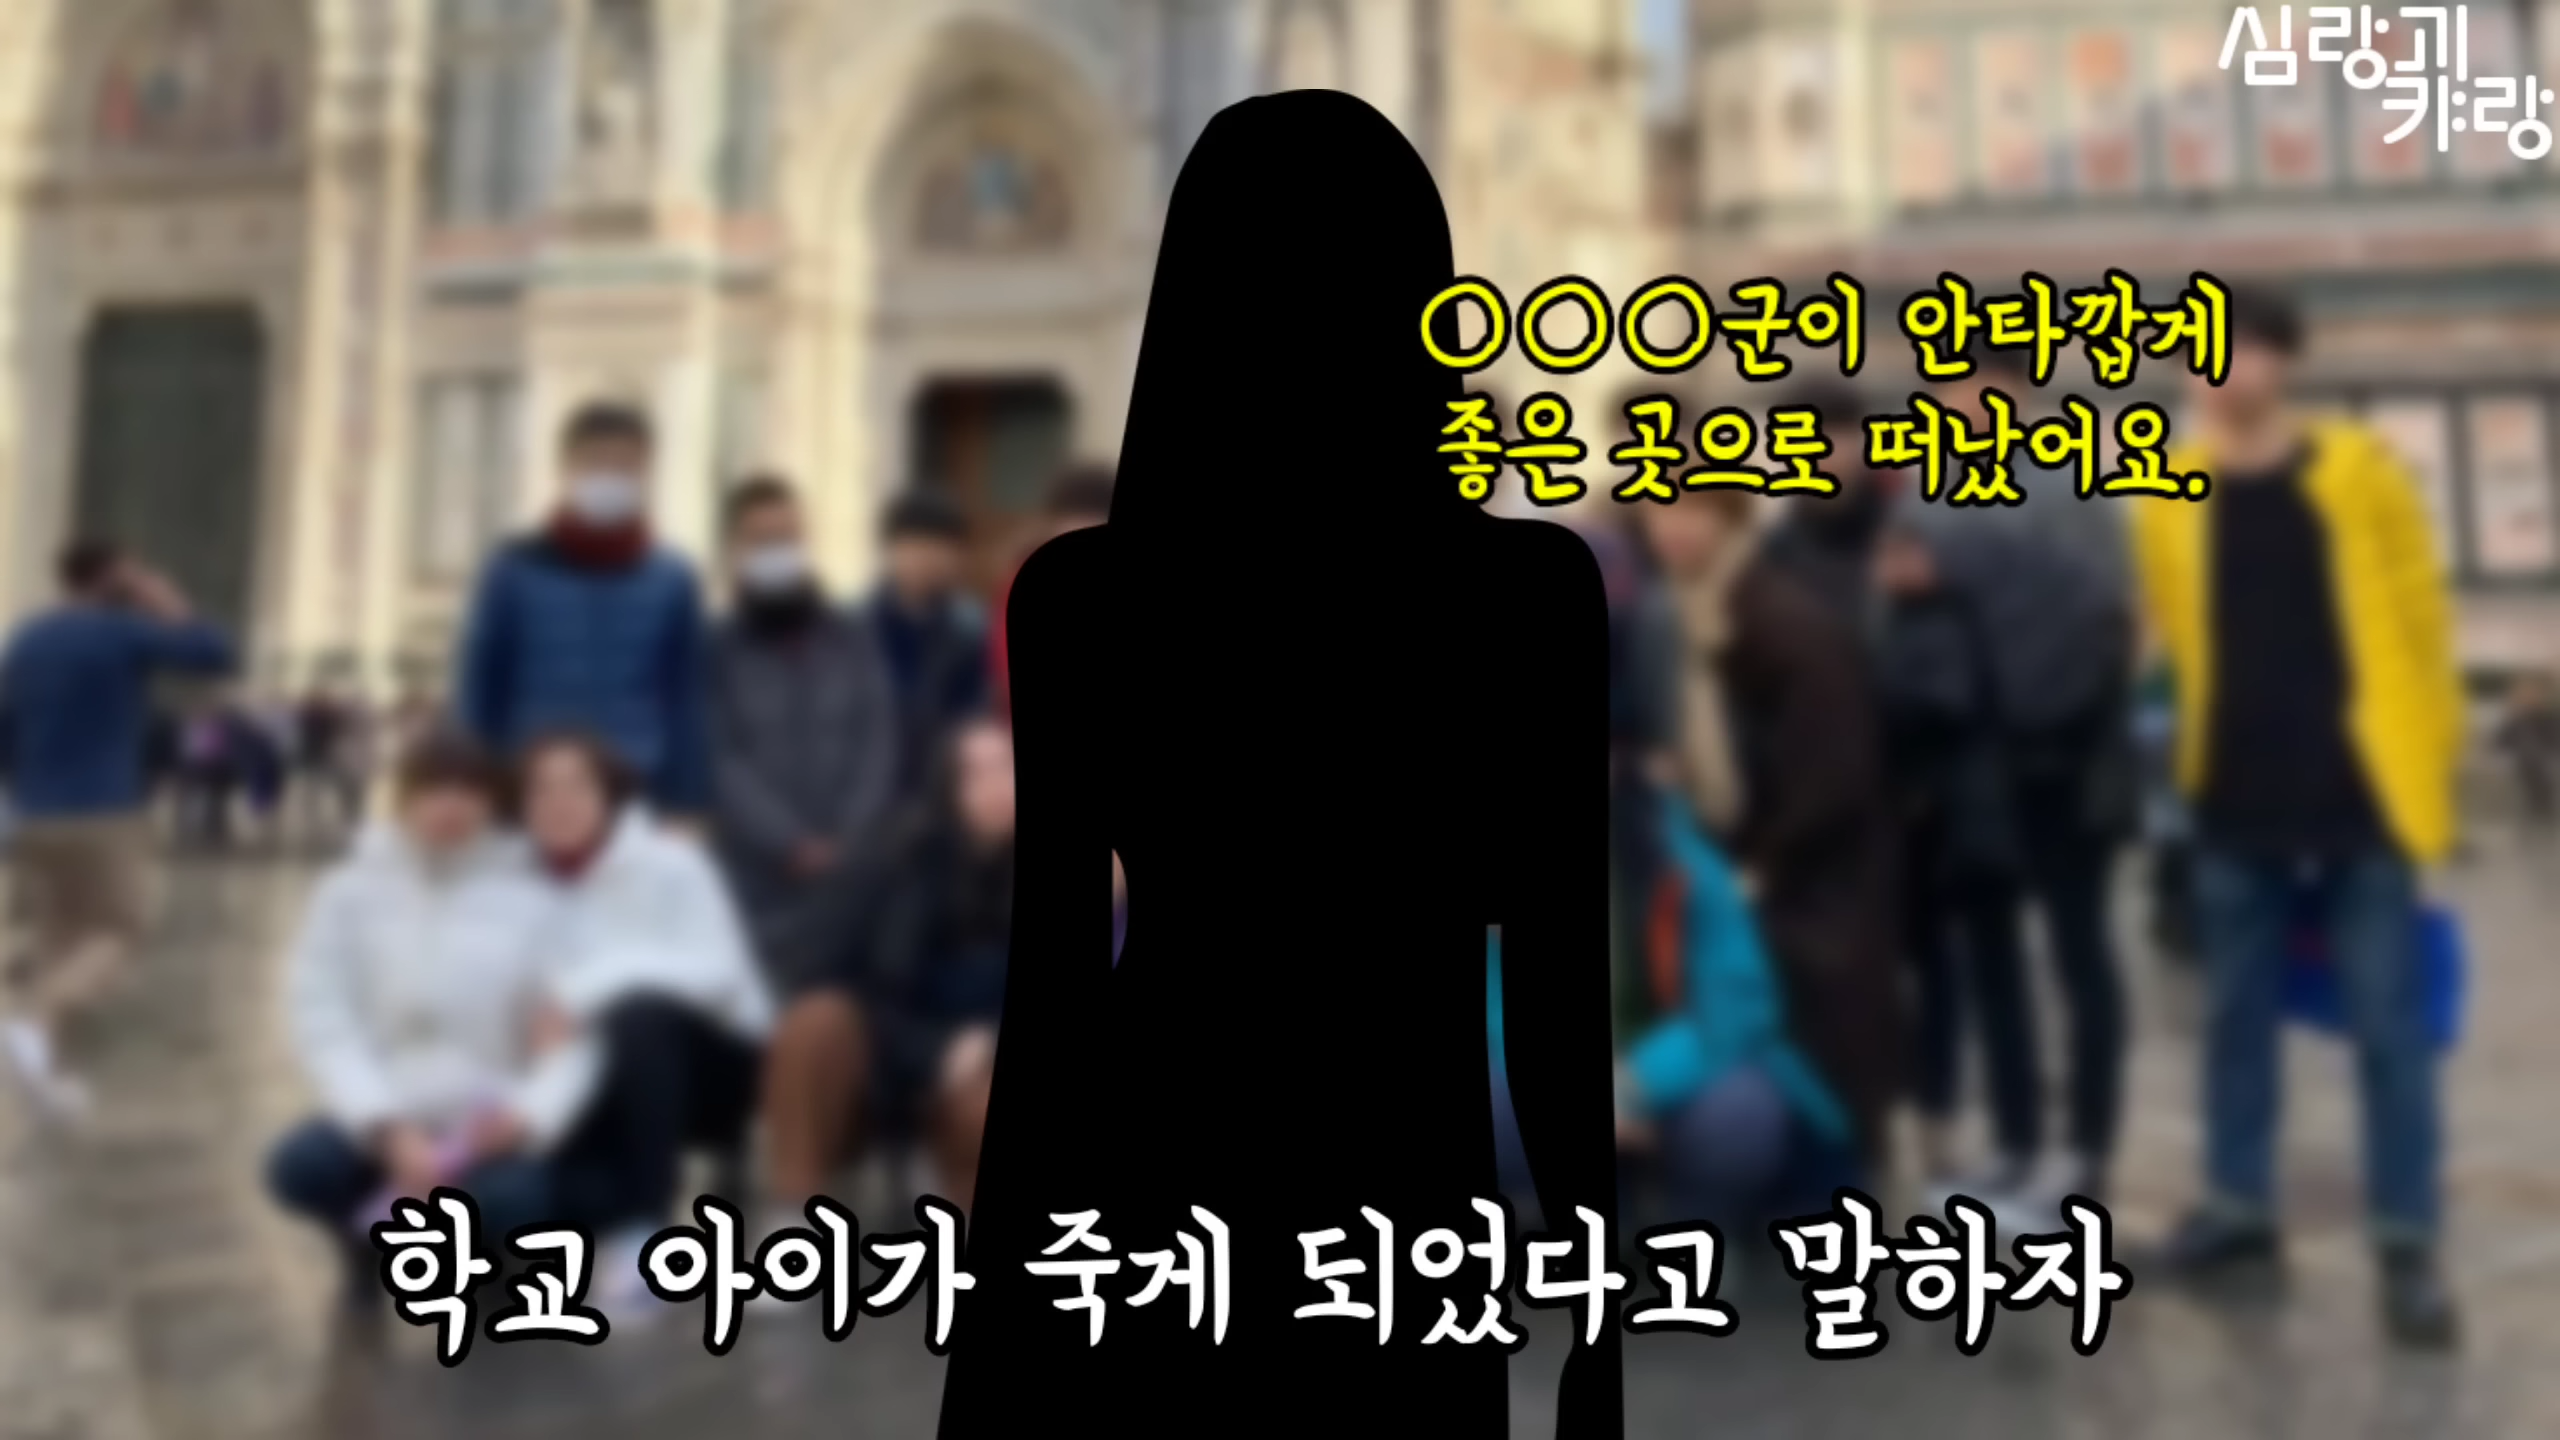 심랑괴
캬랑
○○○군이 안타깝게
좋은 곳으로 떠났어요.
학교 아이가 죽게 되었다고 말하자